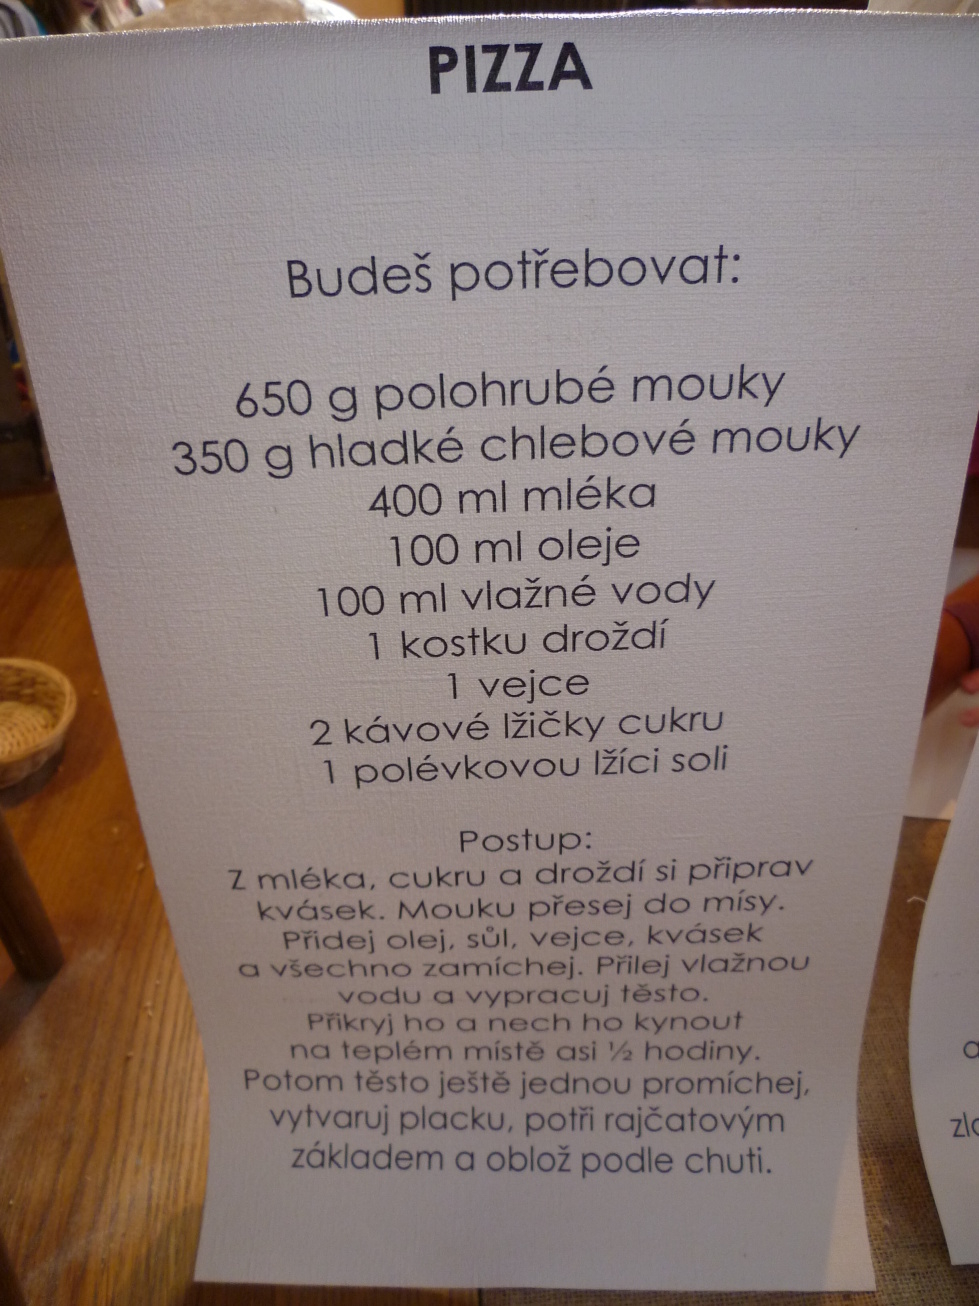 PIZZA
Budeš potřebovat:
650 g polohrubé mouky
350 g hladké chlebové mouky
400 ml mléka
100 ml oleje
100 ml vlažné vody
1 kostku droždí
1 vejce
2 kávové lžičky cukru
1 polévkovou lžíci soli
Postup:
Z mléka, cukru a droždí si připrav
kvásek. Mouku přesej do mísy.
Přidej olej, sůl, vejce, kvásek
a všechno zamíchej. Přilej vlažnou
vodu a vypracuj těsto.
Přikryj ho a nech ho kynout
na teplém místě asi ½ hodiny.
Potom těsto ještě jednou promíchej,
vytvaruj placku, potři rajčatovým
základem a oblož podle chuti.